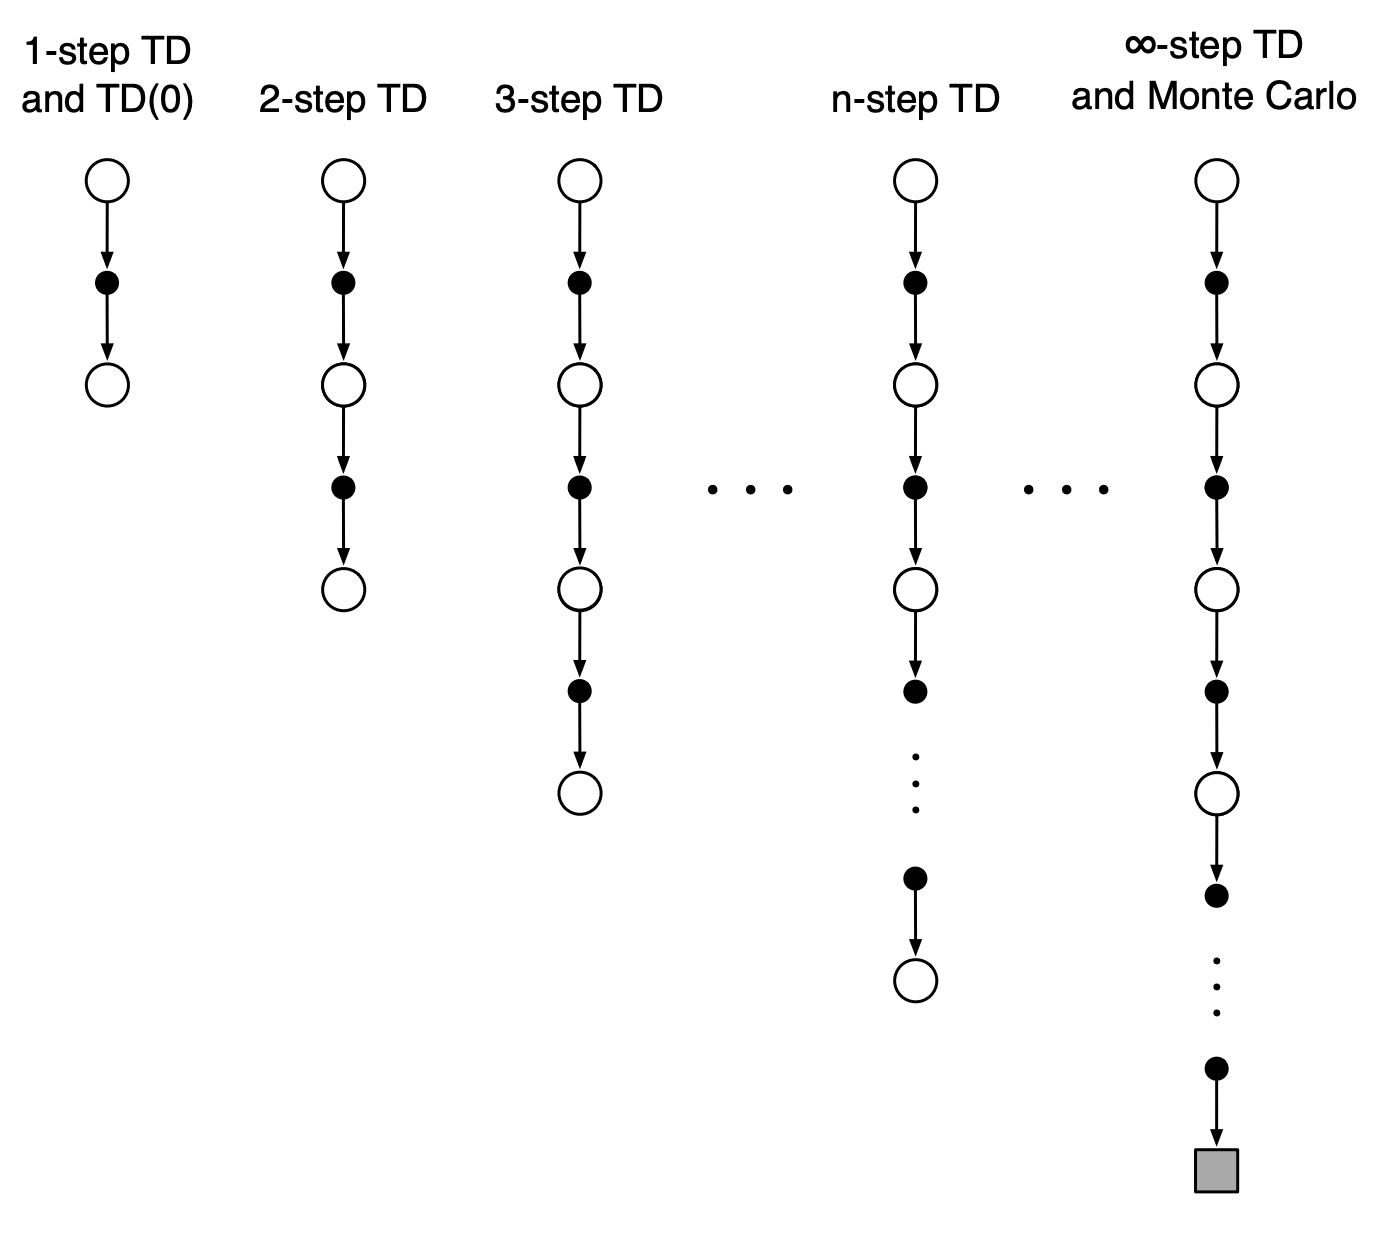 1-step TD
and TD(0)
2-step TD
3-step TD
n-step TD
∞-step TD
and Monte Carlo